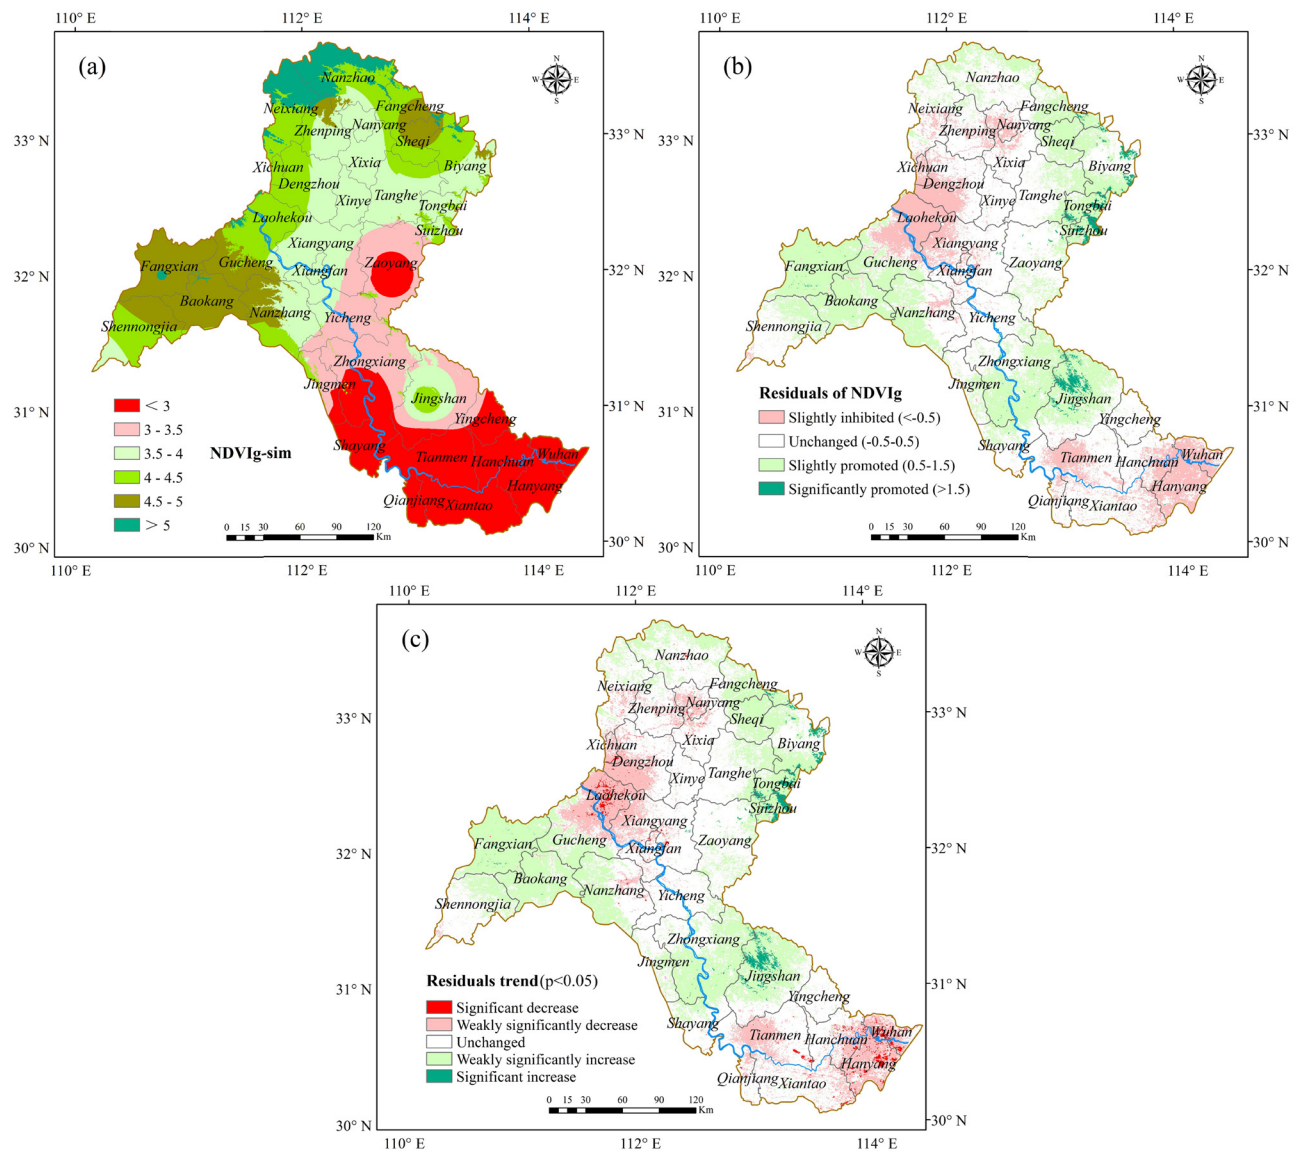 110° E
112° E
114° E
(a)
N
W
E
S
Nanzhao
Neixiang
Fangcheng
Zhenping
Nanyang
Sheqi
33° N
Xichuan
Xixia
Biyang
Dengzhou
Tanghe
Xinye
Tongbai
Laohekou
Suizhou
Xiangyang
Fangxian
Gucheng
Xiangfan
Zaoyang
32° N
Baokang
Nanzhang
Yicheng
Shennongjia
Zhongxiang
Jingmen
Jingshan
31° N
Yingcheng
Shayang
Tianmen
Hanchuan
Wuhan
Hanyang
Qianjiang
Xiantao
30° N
NDVIg-sim
< 3
3 - 3.5
3.5 - 4
4 - 4.5
4.5 - 5
> 5
0 15 30 60 90 120
Km
110° E
112° E
114° E
110° E
112° E
114° E
(b)
N
W
E
S
Nanzhao
Neixiang
Fangcheng
Zhenping
Nanyang
Sheqi
33° N
33° N
Xichuan
Xixia
Biyang
Dengzhou
Tanghe
Xinye
Tongbai
Laohekou
Suizhou
Xiangyang
Fangxian
Gucheng
Xiangfan
Zaoyang
32° N
32° N
Baokang
Nanzhang
Yicheng
Shennongjia
Zhongxiang
Jingmen
Jingshan
31° N
31° N
Yingcheng
Shayang
Tianmen
Hanchuan
Wuhan
Hanyang
Qianjiang
Xiantao
30° N
30° N
Residuals of NDVIg
Slightly inhibited (<-0.5)
Unchanged (-0.5-0.5)
Slightly promoted (0.5-1.5)
Significantly promoted (>1.5)
0 15 30 60 90 120
Km
110° E
112° E
114° E
110° E
112° E
114° E
(c)
N
W
E
S
Nanzhao
Neixiang
Fangcheng
Zhenping
Nanyang
Sheqi
33° N
33° N
Xichuan
Xixia
Biyang
Dengzhou
Tanghe
Xinye
Tongbai
Laohekou
Suizhou
Xiangyang
Fangxian
Gucheng
Xiangfan
Zaoyang
32° N
32° N
Baokang
Nanzhang
Yicheng
Shennongjia
Zhongxiang
Jingmen
Jingshan
31° N
31° N
Yingcheng
Shayang
Tianmen
Hanchuan
Wuhan
Hanyang
Qianjiang
Xiantao
30° N
30° N
Residuals trend(p<0.05)
Significant decrease
Weakly significantly decrease
Unchanged
Weakly significantly increase
Significant increase
0 15 30 60 90 120
Km
110° E
112° E
114° E